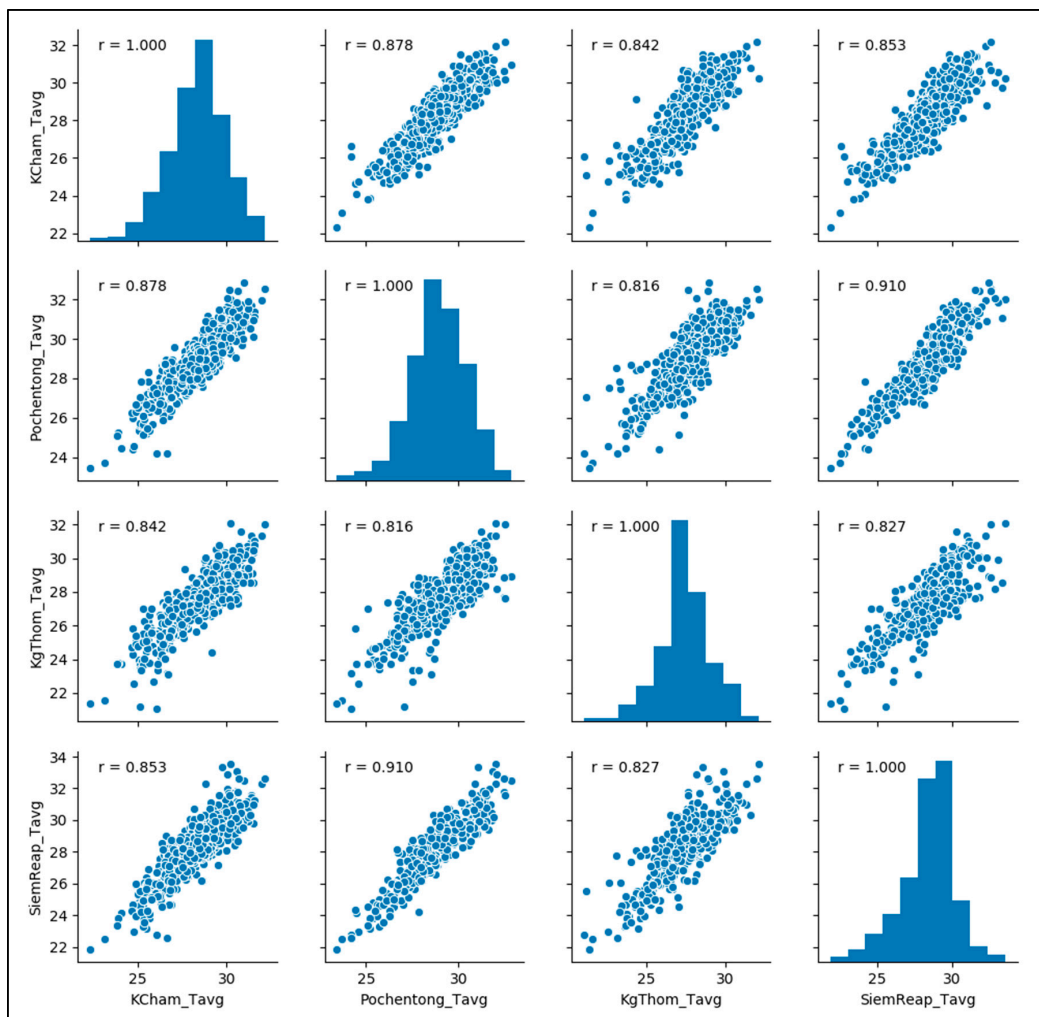 r = 1.000
r = 0.878
r = 0.842
r = 0.853
32
30
28
26
24
22
KCham_Tavg
r = 0.878
r = 1.000
r = 0.816
r = 0.910
32
30
28
26
24
Pochentong_Tavg
r = 0.842
r = 0.816
r = 1.000
r = 0.827
32
30
28
26
24
22
KgThom_Tavg
r = 0.853
r = 0.910
r = 0.827
r = 1.000
34
32
30
28
26
24
22
SiemReap_Tavg
25 30 25 30 25 30 25 30
KCham_Tavg Pochentong_Tavg KgThom_Tavg SiemReap_Tavg